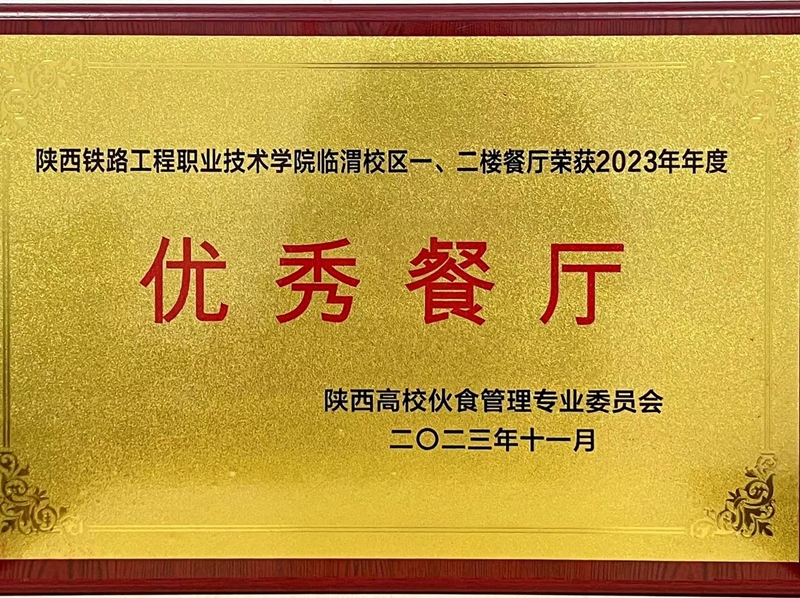 陕西铁路工程职业技术学院临渭校区一、二楼餐厅荣获2023年年度
优秀餐厅
陕西高校伙食管理专业委员会
二〇二三年十一月